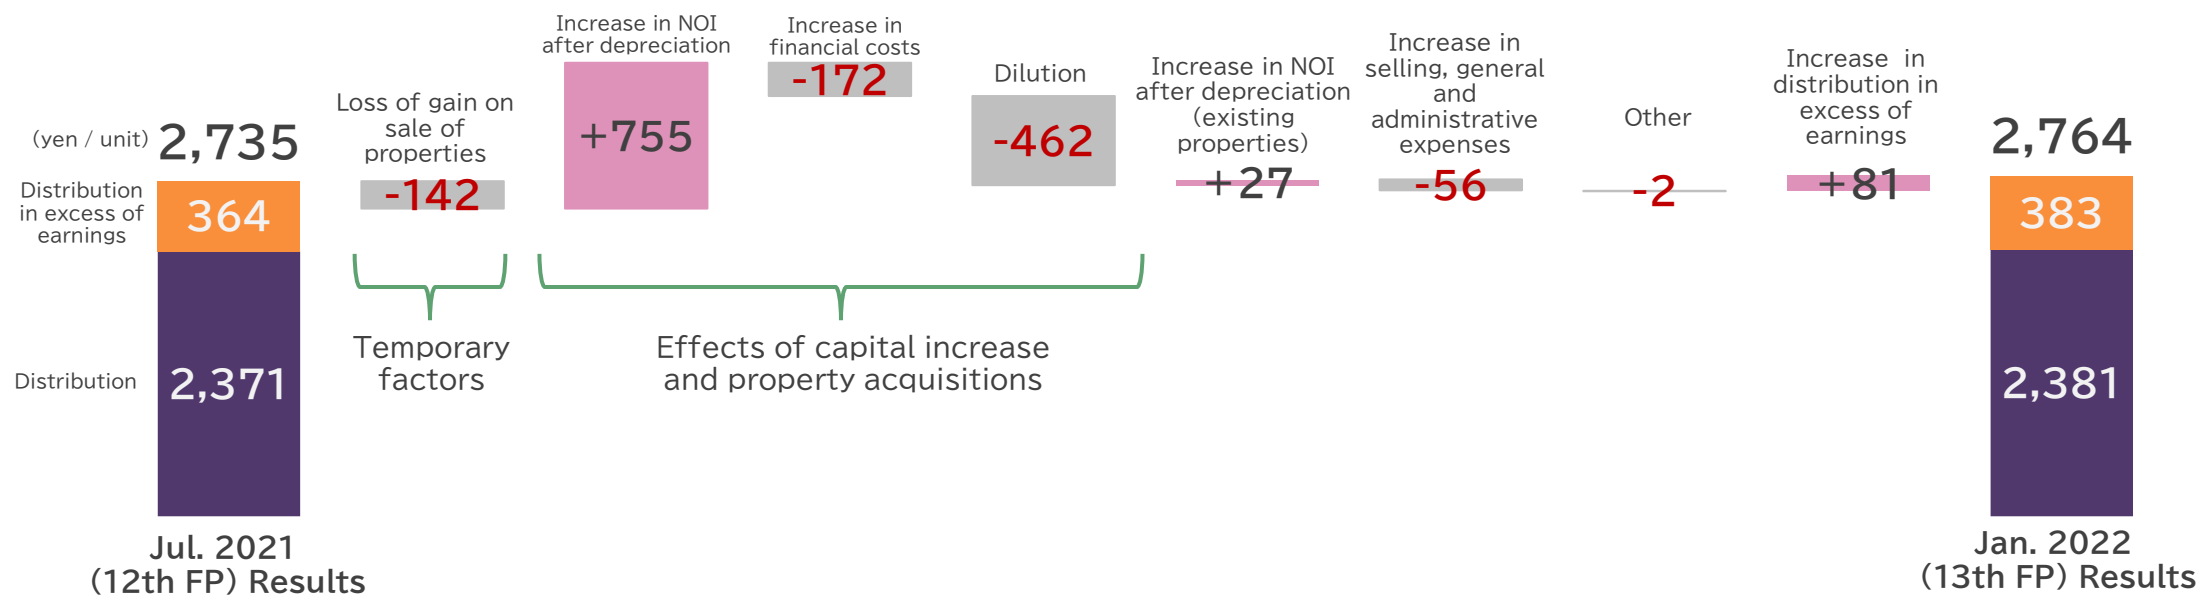 (yen / unit)
2,735
Distribution
in excess of
earnings
364
Distribution
2,371
Jul. 2021
(12th FP) Results
Loss of gain on
sale of
properties
-142
Temporary
factors
Increase in NOI
after depreciation
+755
Increase in
financial costs
-172
Dilution
-462
Effects of capital increase
and property acquisitions
Increase in NOI
after depreciation
(existing
properties)
+27
Increase in
selling, general
and
administrative
expenses
-56
Other
-2
Increase in
distribution in
excess of
earnings
+81
2,764
383
2,381
Jan. 2022
(13th FP) Results